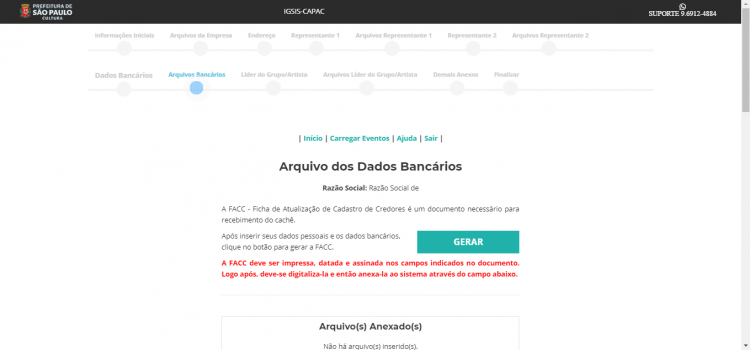 PREFEITURA DE
SÃO PAULO
CULTURA
IGSIS-CAPAC
SUPORTE 9.6912-4884
Informações Iniciais Arquivos da Empresa Endereço Representante 1 Arquivos Representante 1 Representante 2 Arquivos Representante 2
Dados Bancários Arquivos Bancários Líder do Grupo/Artista Arquivos Líder do Grupo/Artista Demais Anexos Finalizar
| Início | Carregar Eventos | Ajuda | Sair |
Arquivo dos Dados Bancários
Razão Social: Razão Social de
A FACC - Ficha de Atualização de Cadastro de Credores é um documento necessário para
recebimento do cachê.
Após inserir seus dados pessoais e os dados bancários,
clique no botão para gerar a FACC.
GERAR
A FACC deve ser impressa, datada e assinada nos campos indicados no documento.
Logo após, deve-se digitaliza-la e então anexa-la ao sistema através do campo abaixo.
Arquivo(s) Anexado(s)
Não há arquivo(s) inserido(s).